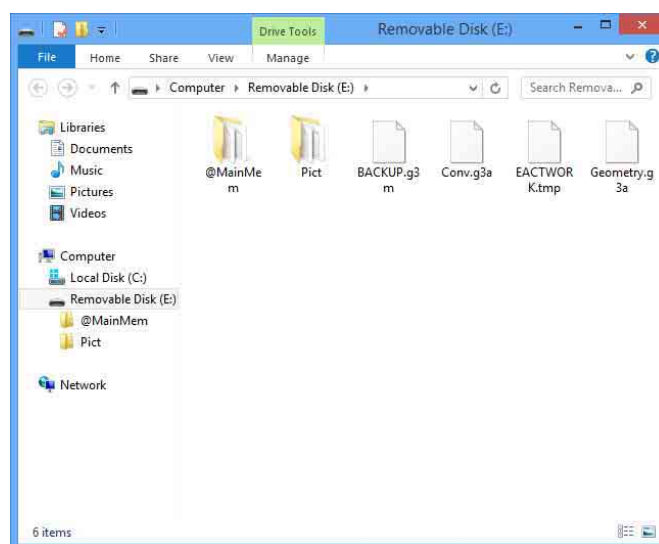 Drive Tools
Removable Disk (E:)
File Home Share View Manage
Computer Removable Disk (E:)
Search Remova...
Libraries
Documents
Music
Pictures
Videos
Computer
Local Disk (C:)
Removable Disk (E:)
@MainMem
Pict
Network
@MainMe
m
Pict
BACKUP.g3
m
Conv.g3a
EACTWOR
K.tmp
Geometry.g
3a
6 items